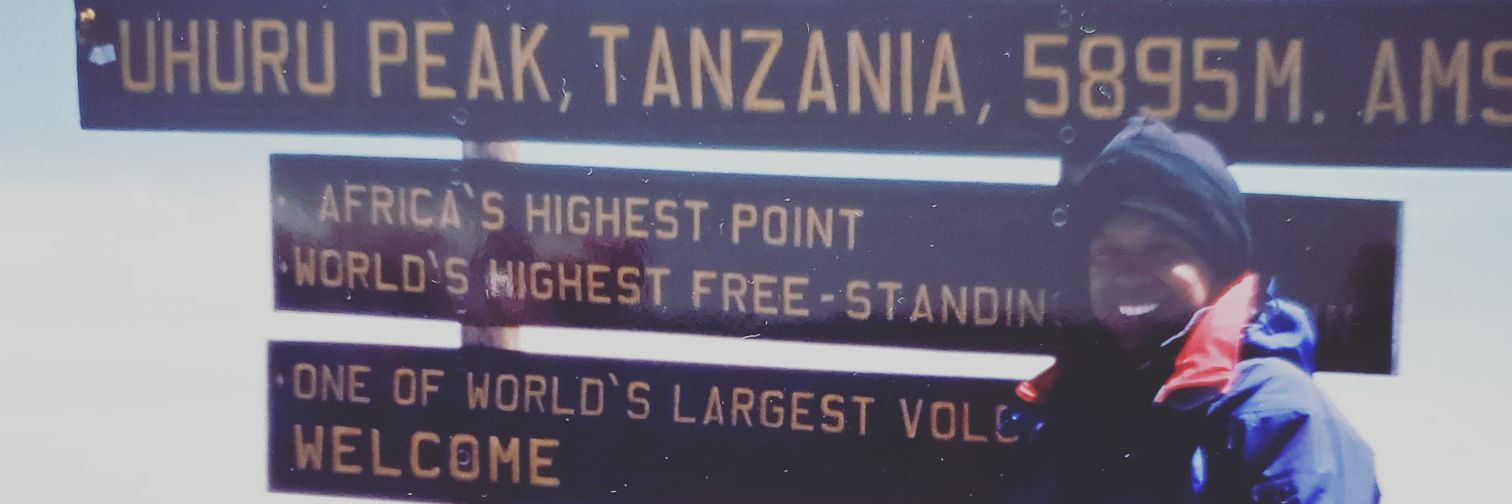 UHURU PEAK, TANZANIA, 5895M. AMS
AFRICA`S HIGHEST POINT
WORLD`S HIGHEST FREE-STANDIN
ONE OF WORLD`S LARGEST VOLC
WELCOME